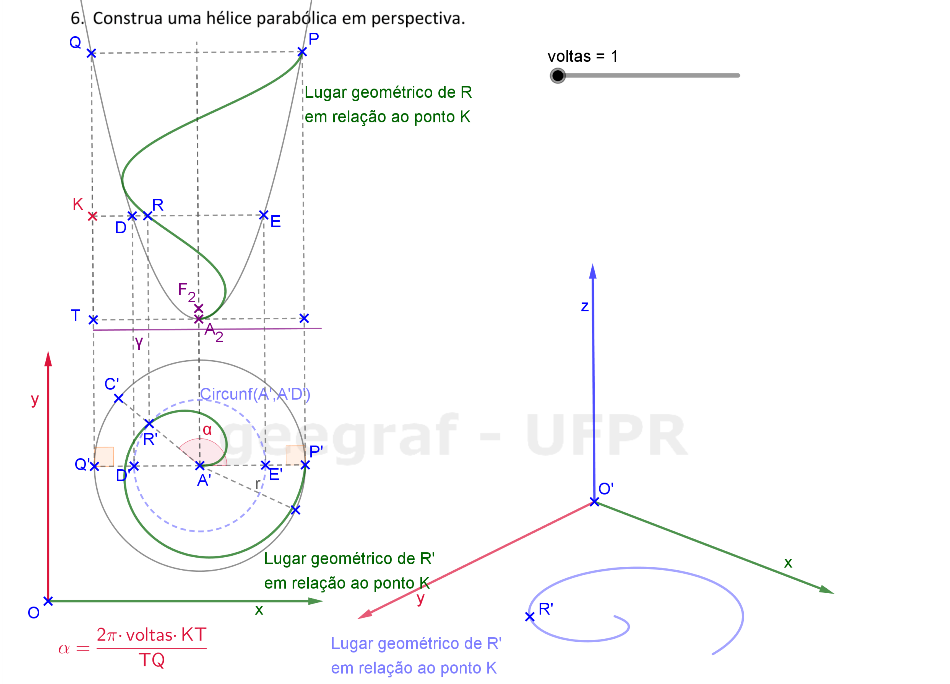 6. Construa uma hélice parabólica em perspectiva.
Q
P
voltas = 1
Lugar geométrico de R
em relação ao ponto K
K
R
D
E
F2
T
A2
γ
z
C'
y
Circunf(A',A'D')
α
R'
geegraf - UFPR
Q'
D'
A'
E'
P'
r
O'
Lugar geométrico de R'
em relação ao ponto K
x
y
O
x
R'
α = 2π·voltas·KT
TQ
Lugar geométrico de R'
em relação ao ponto K